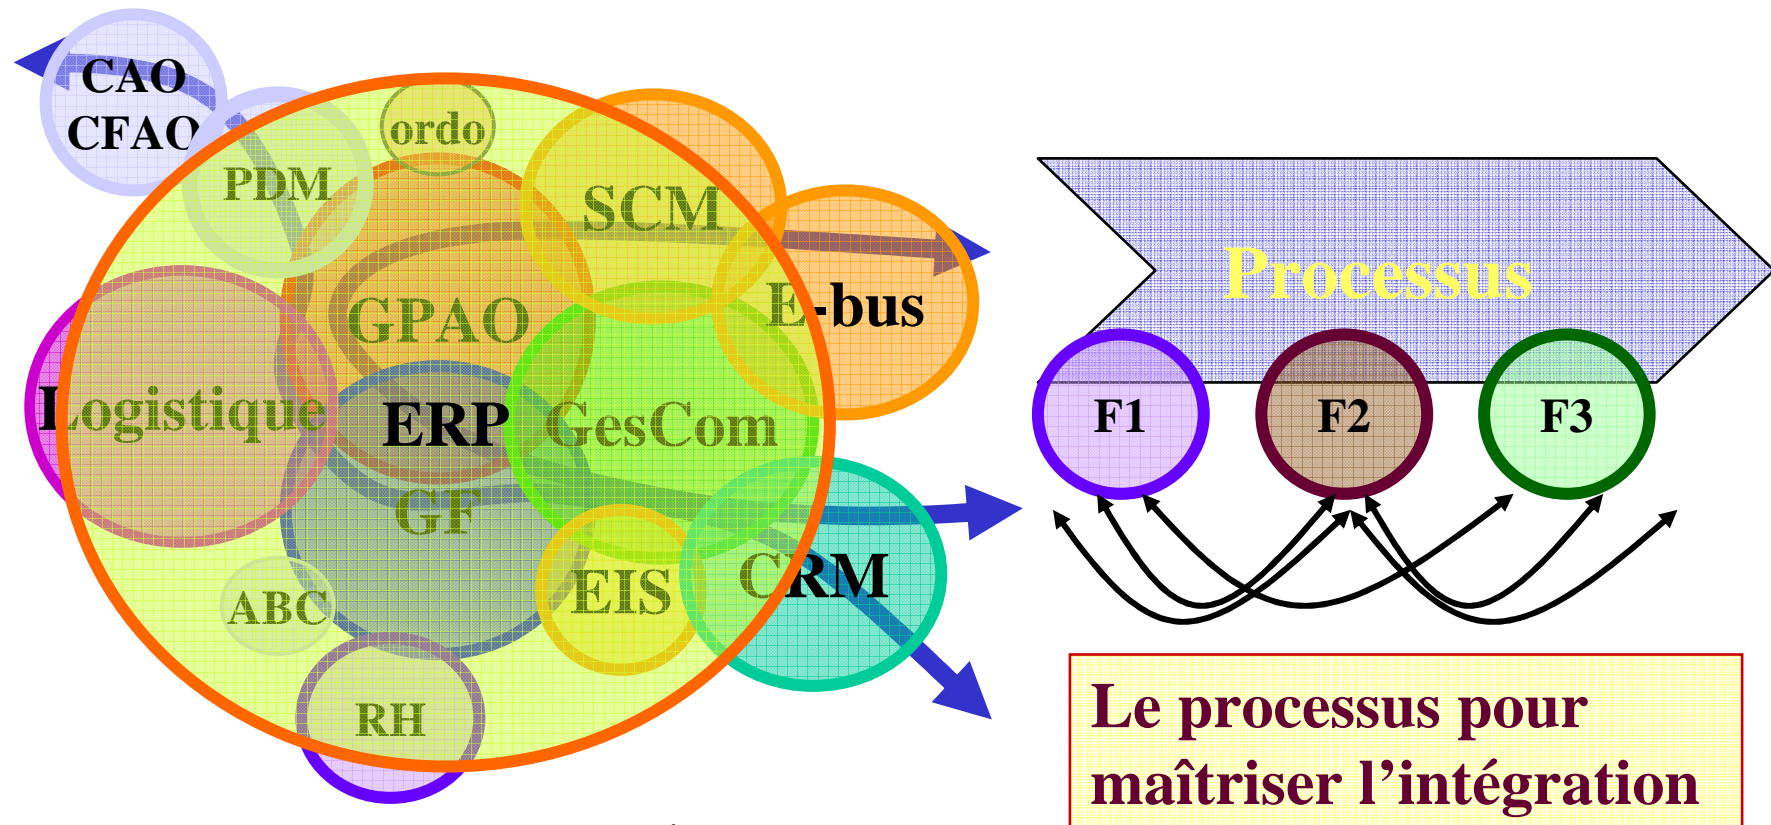 CAO
CFAO
PDM
ordo
SCM
GPAO
E-bus
Logistique
ERP
GesCom
GF
ABC
EIS
CRM
RH
Processus
F1
F2
F3
Le processus pour
maîtriser l’intégration